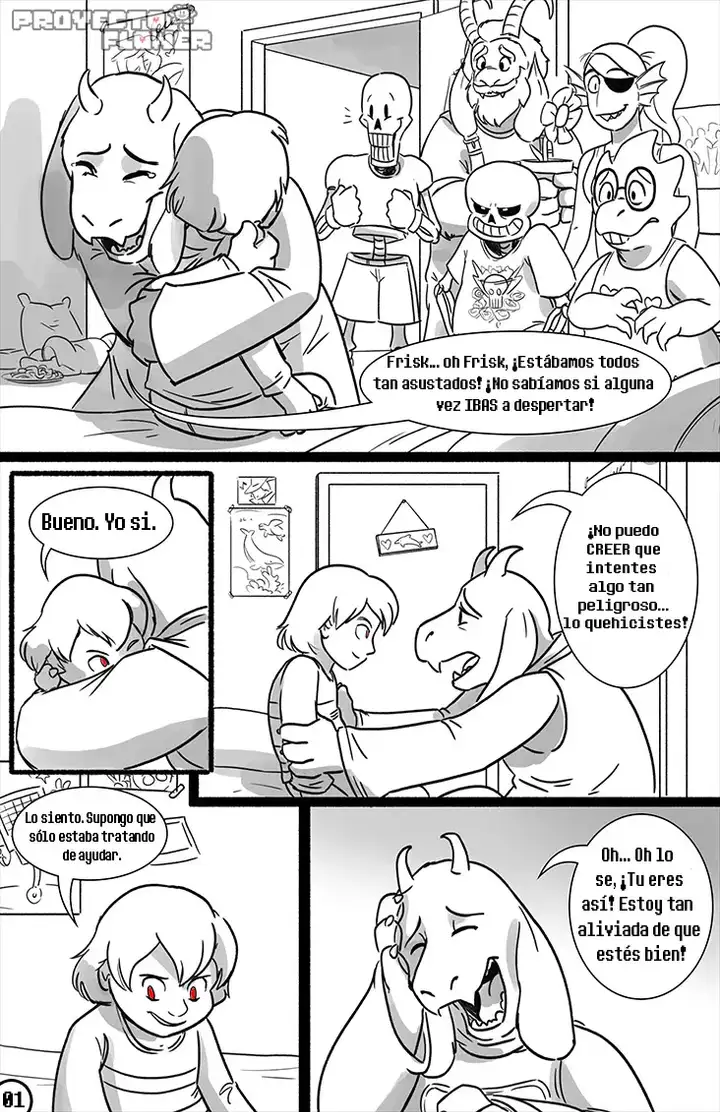 PROYECTO
FLOWER
Frisk... oh Frisk, ¡Estábamos todos
tan asustados! ¡No sabíamos si alguna
vez IBAS a despertar!
Bueno. Yo si.
¡No puedo
CREER que
intentes
algo tan
peligroso...
lo quehicistes!
Lo siento. Supongo que
sólo estaba tratando
de ayudar.
Oh... Oh lo
se, ¡Tu eres
así! Estoy tan
aliviada de que
estés bien!
01